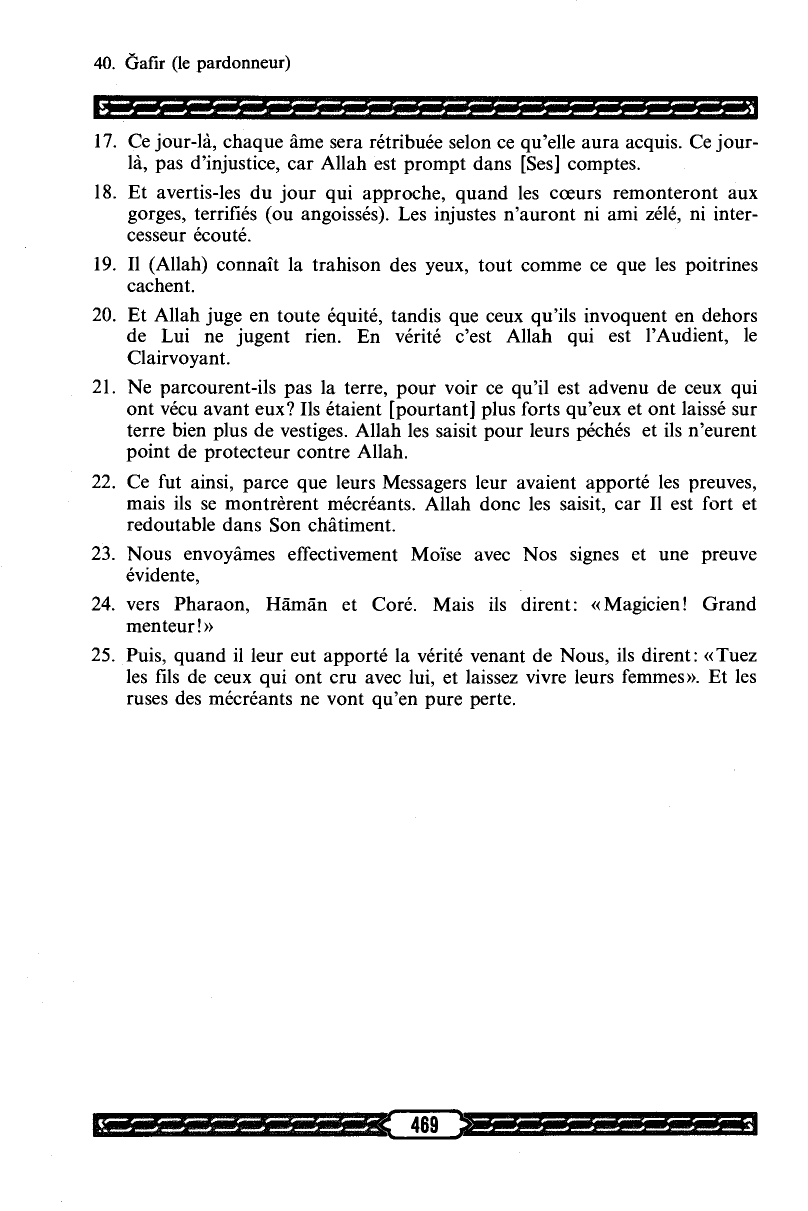 40. Ǧafir (le pardonneur)
17. Ce jour-là, chaque âme sera rétribuée selon ce qu'elle aura acquis. Ce jour-
là, pas d'injustice, car Allah est prompt dans [Ses] comptes.
18. Et avertis-les du jour qui approche, quand les cœurs remonteront aux
gorges, terrifiés (ou angoissés). Les injustes n'auront ni ami zélé, ni inter-
cesseur écouté.
19. Il (Allah) connaît la trahison des yeux, tout comme ce que les poitrines
cachent.
20. Et Allah juge en toute équité, tandis que ceux qu'ils invoquent en dehors
de Lui ne jugent rien. En vérité c'est Allah qui est l'Audient, le
Clairvoyant.
21. Ne parcourent-ils pas la terre, pour voir ce qu'il est advenu de ceux qui
ont vécu avant eux? Ils étaient [pourtant] plus forts qu'eux et ont laissé sur
terre bien plus de vestiges. Allah les saisit pour leurs péchés et ils n'eurent
point de protecteur contre Allah.
22. Ce fut ainsi, parce que leurs Messagers leur avaient apporté les preuves,
mais ils se montrèrent mécréants. Allah donc les saisit, car Il est fort et
redoutable dans Son châtiment.
23. Nous envoyâmes effectivement Moïse avec Nos signes et une preuve
évidente,
24. vers Pharaon, Hāmān et Coré. Mais ils dirent: «Magicien! Grand
menteur!»
25. Puis, quand il leur eut apporté la vérité venant de Nous, ils dirent: «Tuez
les fils de ceux qui ont cru avec lui, et laissez vivre leurs femmes». Et les
ruses des mécréants ne vont qu'en pure perte.
469